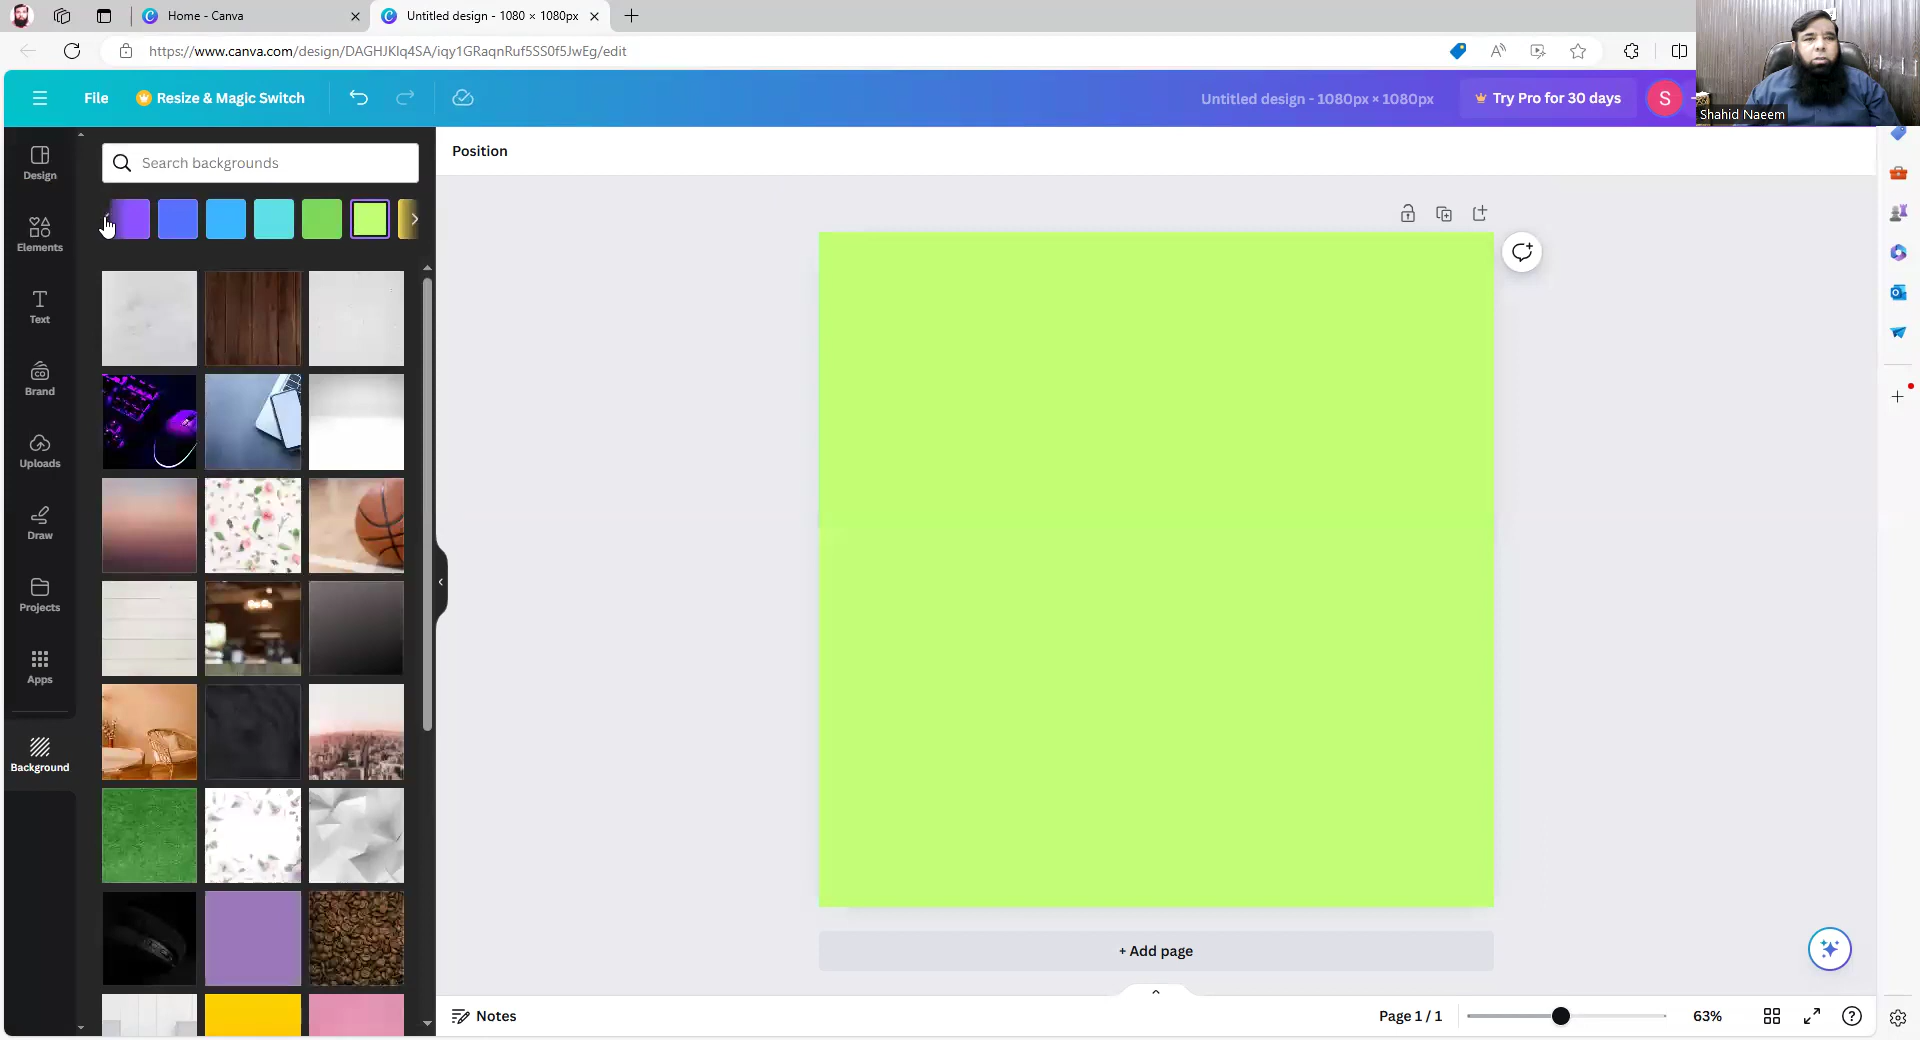 Home - Canva
Untitled design - 1080 × 1080px
https://www.canva.com/design/DAGHJKlq4SA/iqy1GRaqnRuf5SS0f5JwEg/edit
File
Resize & Magic Switch
Untitled design - 1080px × 1080px
Try Pro for 30 days
S
Shahid Naeem
Design
Elements
Text
Brand
Uploads
Draw
Projects
Apps
Background
Search backgrounds
Position
+ Add page
Notes
Page 1 / 1
63%